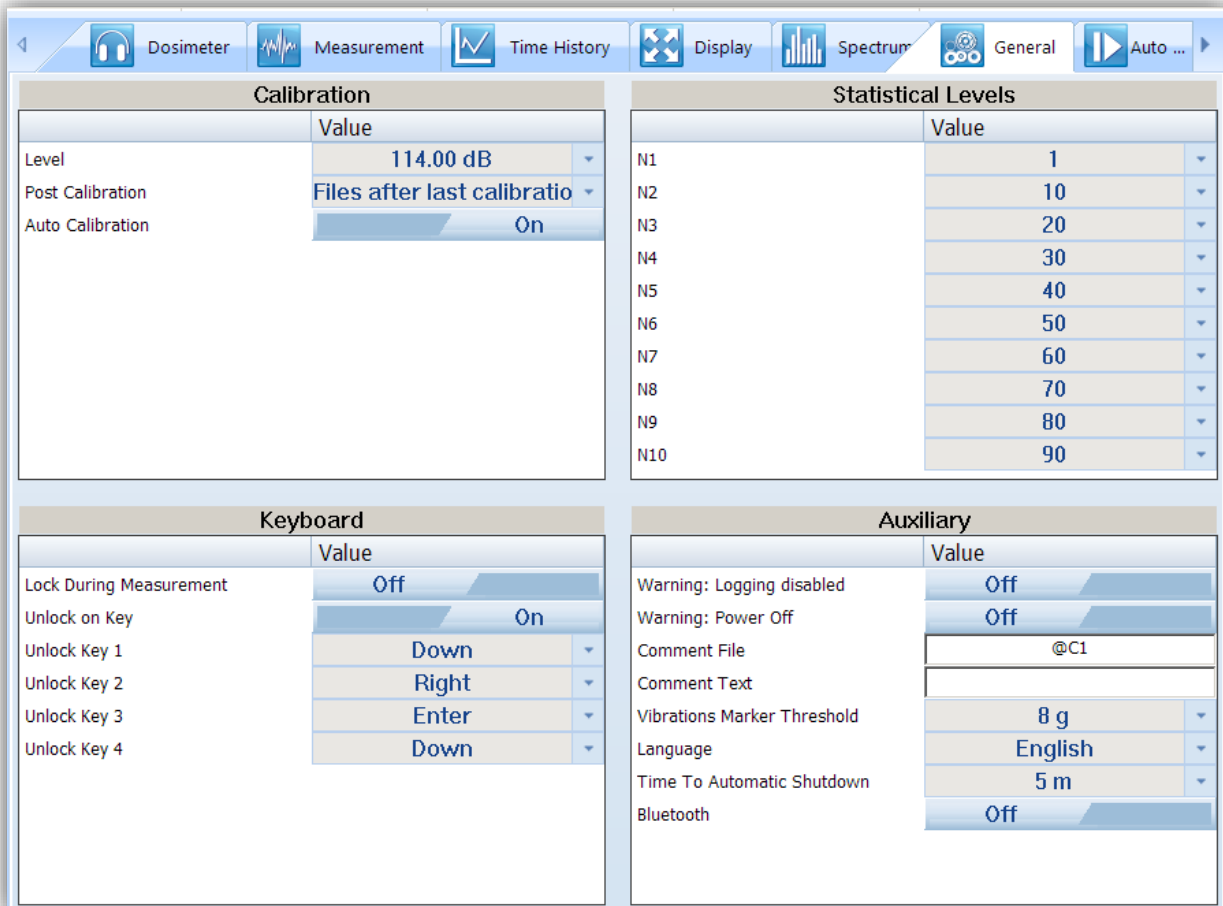 Dosimeter Measurement Time History Display Spectrum General Auto ...
Calibration
Value
Level 114.00 dB
Post Calibration Files after last calibratio
Auto Calibration On
Statistical Levels
Value
N1 1
N2 10
N3 20
N4 30
N5 40
N6 50
N7 60
N8 70
N9 80
N10 90
Keyboard
Value
Lock During Measurement Off
Unlock on Key On
Unlock Key 1 Down
Unlock Key 2 Right
Unlock Key 3 Enter
Unlock Key 4 Down
Auxiliary
Value
Warning: Logging disabled Off
Warning: Power Off Off
Comment File @C1
Comment Text
Vibrations Marker Threshold 8 g
Language English
Time To Automatic Shutdown 5 m
Bluetooth Off